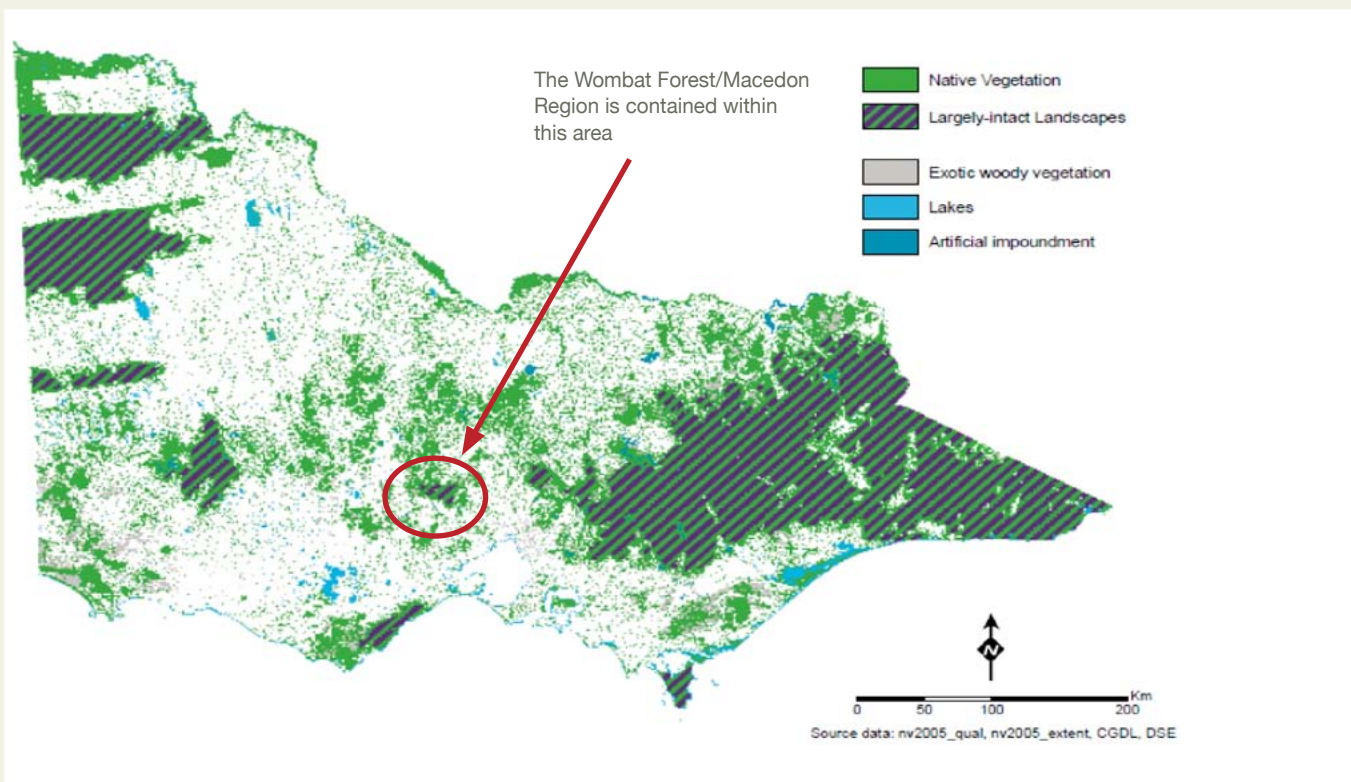 The Wombat Forest/Macedon
Region is contained within
this area
Native Vegetation
Largely-intact Landscapes
Exotic woody vegetation
Lakes
Artificial impoundment
N
Km
0 50 100 200
Source data: nv2005_qual, nv2005_extent, CGDL, DSE